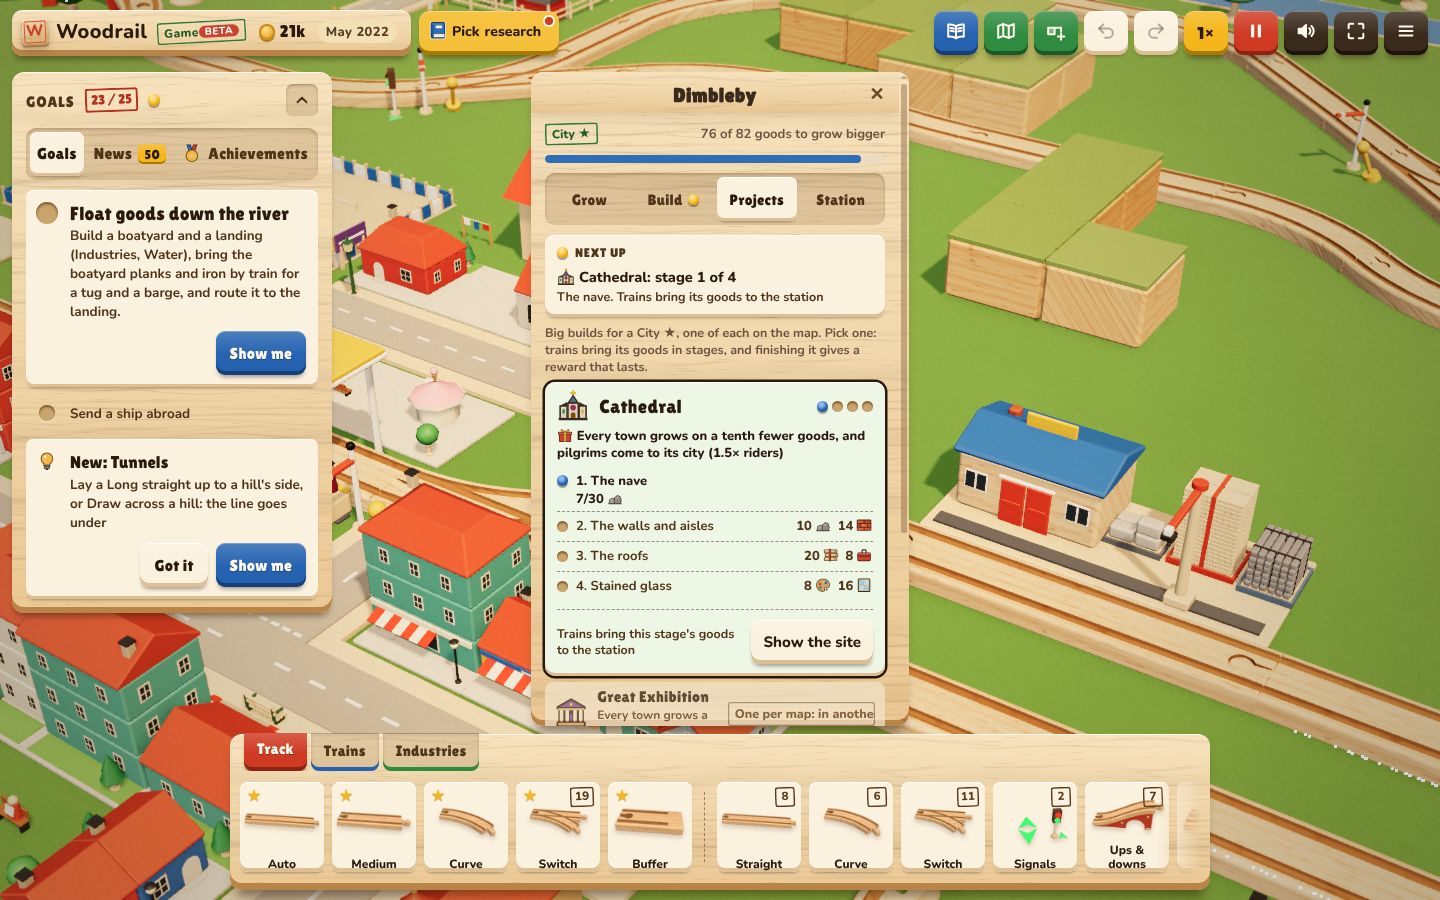 W Woodrail Game BETA 21k May 2022
Pick research
1×
GOALS 23 / 25
Goals News 50 Achievements
Float goods down the river
Build a boatyard and a landing
(Industries, Water), bring the
boatyard planks and iron by train for
a tug and a barge, and route it to the
landing.
Show me
Send a ship abroad
New: Tunnels
Lay a Long straight up to a hill's side,
or Draw across a hill: the line goes
under
Got it Show me
Dimbleby
City ★ 76 of 82 goods to grow bigger
Grow Build Projects Station
NEXT UP
Cathedral: stage 1 of 4
The nave. Trains bring its goods to the station
Big builds for a City ★, one of each on the map. Pick one:
trains bring its goods in stages, and finishing it gives a
reward that lasts.
Cathedral
Every town grows on a tenth fewer goods, and
pilgrims come to its city (1.5× riders)
1. The nave
7/30
2. The walls and aisles 10 14
3. The roofs 20 8
4. Stained glass 8 16
Trains bring this stage's goods
to the station
Show the site
Great Exhibition
Every town grows a
One per map: in anothe
Track Trains Industries
19 8 6 11 2 7
Auto Medium Curve Switch Buffer Straight Curve Switch Signals Ups &
downs